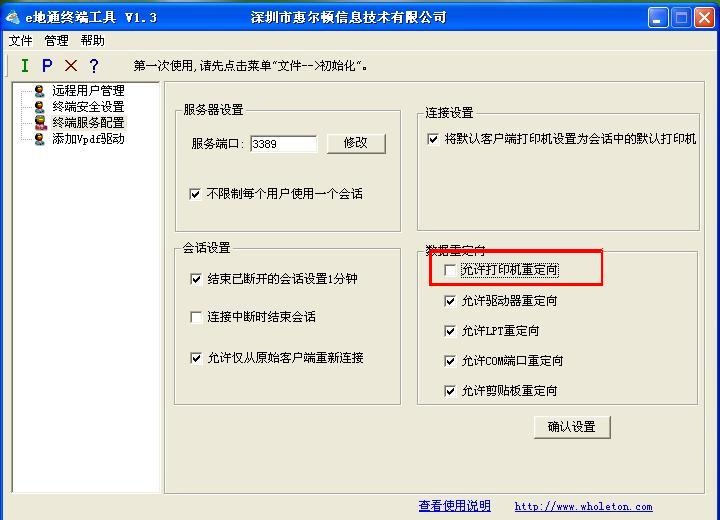 e地通终端工具 V1.3 深圳市惠尔顿信息技术有限公司
文件 管理 帮助
I P × ? 第一次使用,请先点击菜单"文件-->初始化"。
远程用户管理
终端安全设置
终端服务配置
添加Vpdf驱动
服务器设置
服务端口: 3389 修改
不限制每个用户使用一个会话
连接设置
将默认客户端打印机设置为会话中的默认打印机
会话设置
结束已断开的会话设置1分钟
连接中断时结束会话
允许仅从原始客户端重新连接
数据重定向
允许打印机重定向
允许驱动器重定向
允许LPT重定向
允许COM端口重定向
允许剪贴板重定向
确认设置
查看使用说明 http://www.wholeton.com